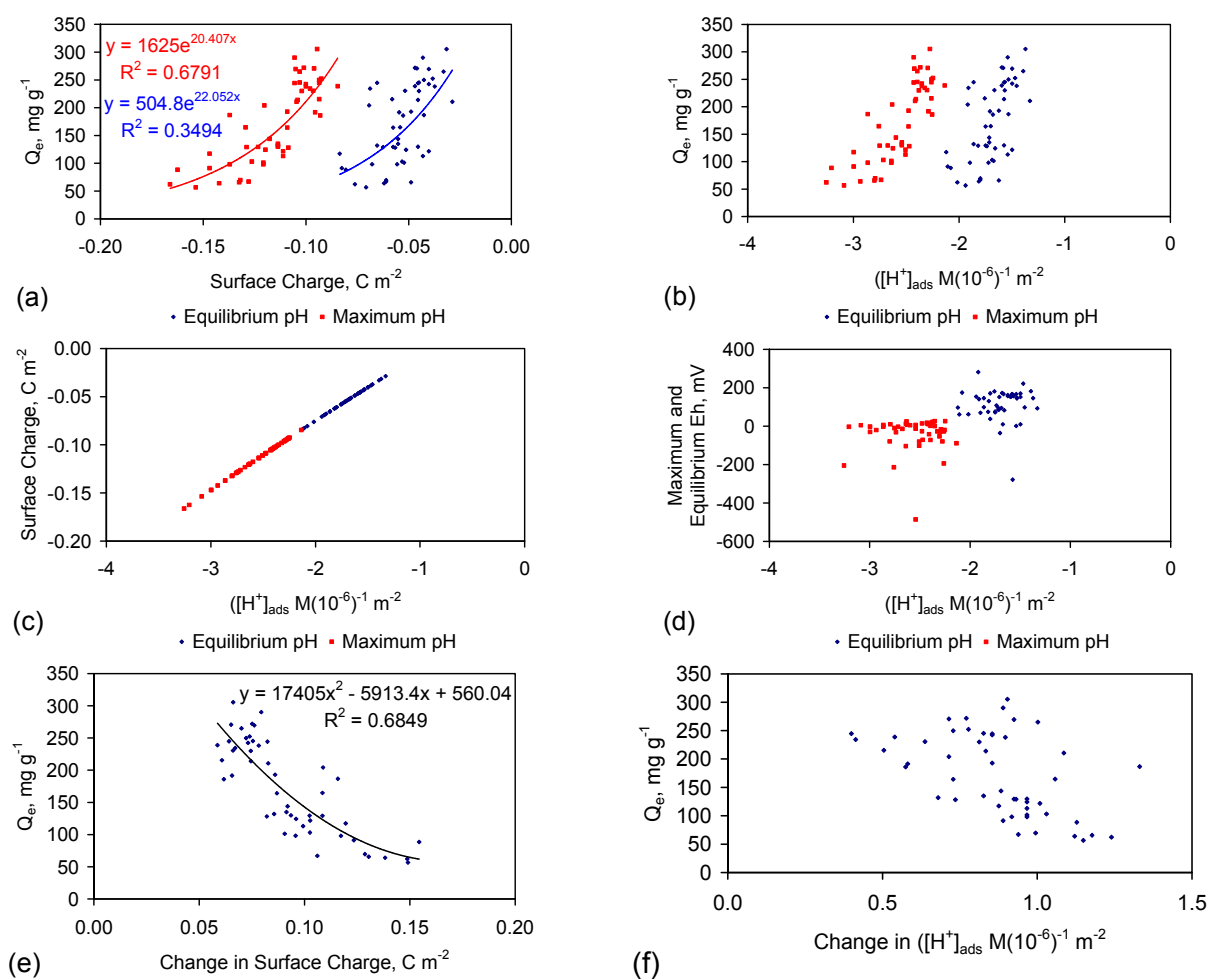 350
300
250
200
150
100
50
0
Qe, mg g-1
y = 1625e^20.407x
R² = 0.6791
y = 504.8e^22.052x
R² = 0.3494
-0.20 -0.15 -0.10 -0.05 0.00
Surface Charge, C m-2
(a)
Equilibrium pH Maximum pH
350
300
250
200
150
100
50
0
Qe, mg g-1
-4 -3 -2 -1 0
([H+]ads M(10-6)-1 m-2
(b)
Equilibrium pH Maximum pH
0.00
-0.05
-0.10
-0.15
-0.20
Surface Charge, C m-2
-4 -3 -2 -1 0
([H+]ads M(10-6)-1 m-2
(c)
Equilibrium pH Maximum pH
400
200
0
-200
-400
-600
Maximum and
Equilibrium Eh, mV
-4 -3 -2 -1 0
([H+]ads M(10-6)-1 m-2
(d)
Equilibrium pH Maximum pH
350
300
250
200
150
100
50
0
Qe, mg g-1
y = 17405x² - 5913.4x + 560.04
R² = 0.6849
0.00 0.05 0.10 0.15 0.20
Change in Surface Charge, C m-2
(e)
350
300
250
200
150
100
50
0
Qe, mg g-1
0.0 0.5 1.0 1.5
Change in ([H+]ads M(10-6)-1 m-2
(f)